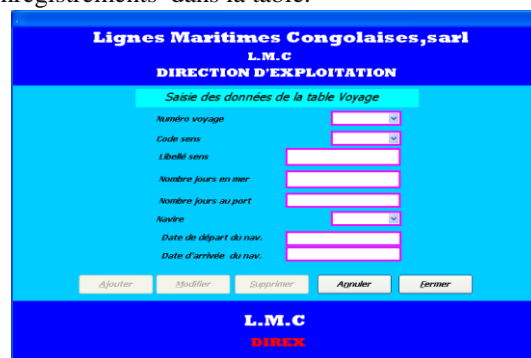 nregistrements dans la table.
Lignes Maritimes Congolaises,sarl
L.M.C
DIRECTION D'EXPLOITATION
Saisie des données de la table Voyage
Numéro voyage
Code sens
Libellé sens
Nombre jours en mer
Nombre jours au port
Navire
Date de départ du nav.
Date d'arrivée du nav.
Ajouter Modifier Supprimer Annuler Fermer
L.M.C
DIREX